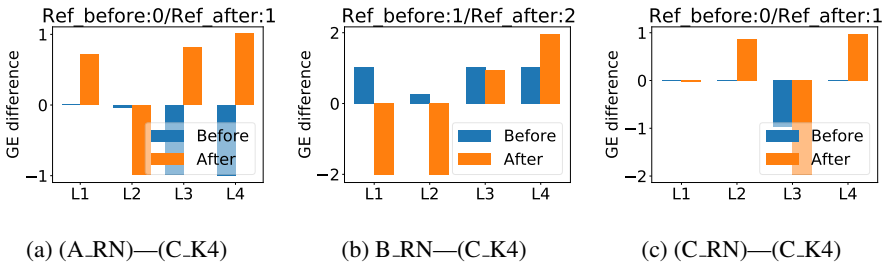 Ref_before:0/Ref_after:1
GE difference
1
0
−1
L1 L2 L3 L4
Before
After
(a) (A_RN)—(C_K4)
Ref_before:1/Ref_after:2
GE difference
2
0
−2
L1 L2 L3 L4
Before
After
(b) B_RN—(C_K4)
Ref_before:0/Ref_after:1
GE difference
1
0
−1
−2
L1 L2 L3 L4
Before
After
(c) (C_RN)—(C_K4)